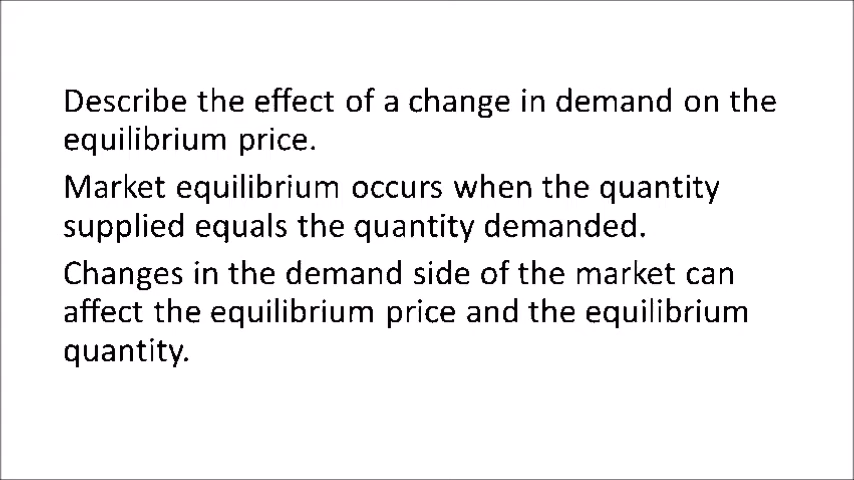 Describe the effect of a change in demand on the
equilibrium price.
Market equilibrium occurs when the quantity
supplied equals the quantity demanded.
Changes in the demand side of the market can
affect the equilibrium price and the equilibrium
quantity.